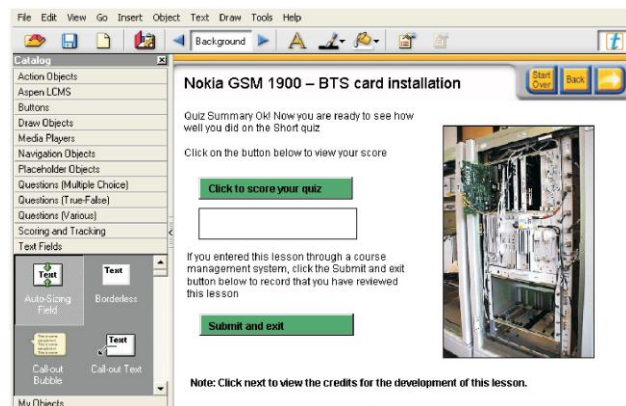 File Edit View Go Insert Object Text Draw Tools Help
Background
Catalog
Action Objects
Aspen LCMS
Buttons
Draw Objects
Media Players
Navigation Objects
Placeholder Objects
Questions (Multiple Choice)
Questions (True-False)
Questions (Various)
Scoring and Tracking
Text Fields
Text
Text
Auto-Sizing
Field
Borderless
Text
Call-out
Bubble
Call-out Text
My Objects
Start
Over
Back
Nokia GSM 1900 – BTS card installation
Quiz Summary Ok! Now you are ready to see how
well you did on the Short quiz
Click on the button below to view your score
Click to score your quiz
If you entered this lesson through a course
management system, click the Submit and exit
button below to record that you have reviewed
this lesson
Submit and exit
Note: Click next to view the credits for the development of this lesson.